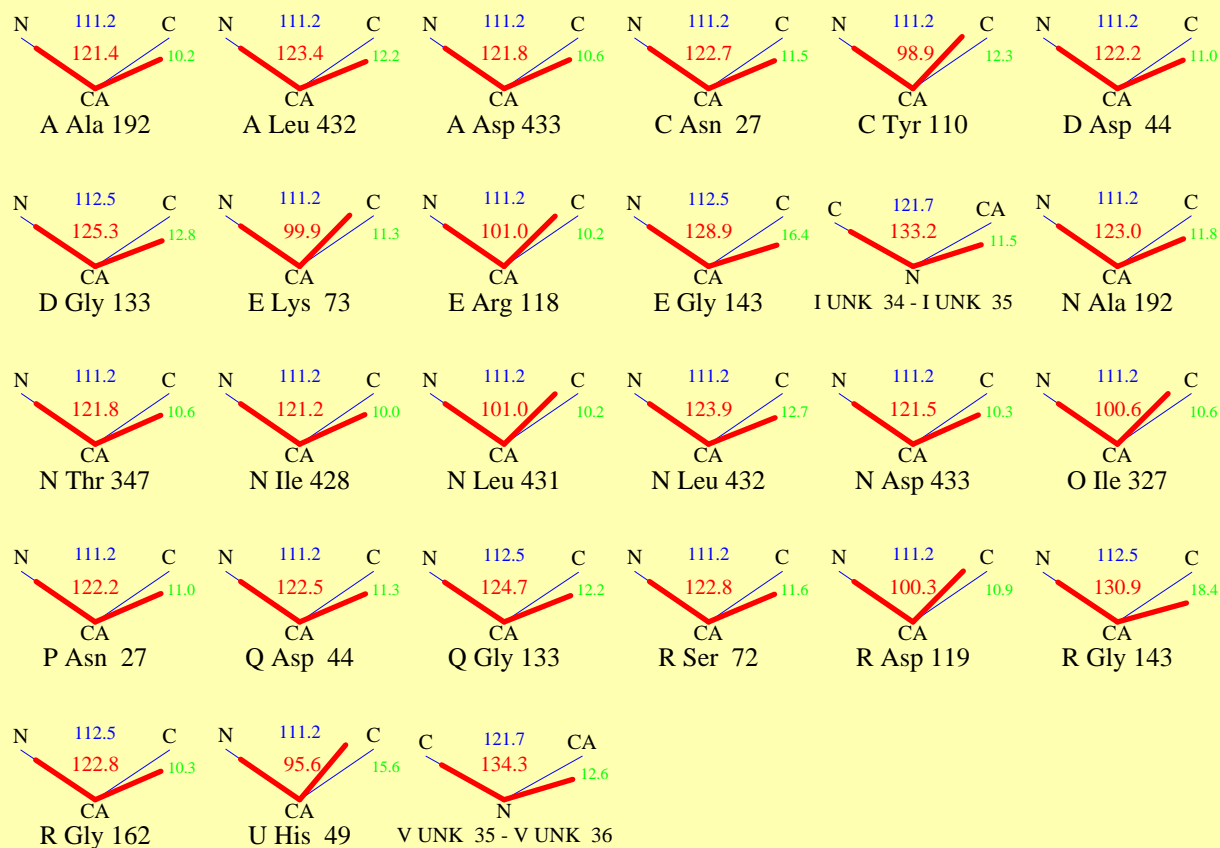 N 111.2 C N 111.2 C N 111.2 C N 111.2 C N 111.2 C N 111.2 C
121.4 10.2 123.4 12.2 121.8 10.6 122.7 11.5 98.9 12.3 122.2 11.0
CA CA CA CA CA CA
A Ala 192 A Leu 432 A Asp 433 C Asn 27 C Tyr 110 D Asp 44
N 112.5 C N 111.2 C N 111.2 C N 112.5 C C 121.7 CA N 111.2 C
125.3 12.8 99.9 11.3 101.0 10.2 128.9 16.4 133.2 11.5 123.0 11.8
CA CA CA CA N CA
D Gly 133 E Lys 73 E Arg 118 E Gly 143 I UNK 34 - I UNK 35 N Ala 192
N 111.2 C N 111.2 C N 111.2 C N 111.2 C N 111.2 C N 111.2 C
121.8 10.6 121.2 10.0 101.0 10.2 123.9 12.7 121.5 10.3 100.6 10.6
CA CA CA CA CA CA
N Thr 347 N Ile 428 N Leu 431 N Leu 432 N Asp 433 O Ile 327
N 111.2 C N 111.2 C N 112.5 C N 111.2 C N 111.2 C N 112.5 C
122.2 11.0 122.5 11.3 124.7 12.2 122.8 11.6 100.3 10.9 130.9 18.4
CA CA CA CA CA CA
P Asn 27 Q Asp 44 Q Gly 133 R Ser 72 R Asp 119 R Gly 143
N 112.5 C N 111.2 C C 121.7 CA
122.8 10.3 95.6 15.6 134.3 12.6
CA CA N
R Gly 162 U His 49 V UNK 35 - V UNK 36